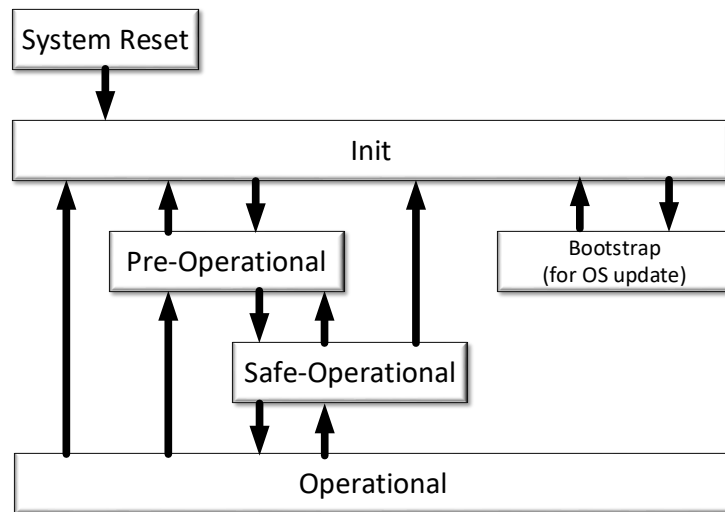 System Reset
Init
Pre-Operational
Bootstrap
(for OS update)
Safe-Operational
Operational